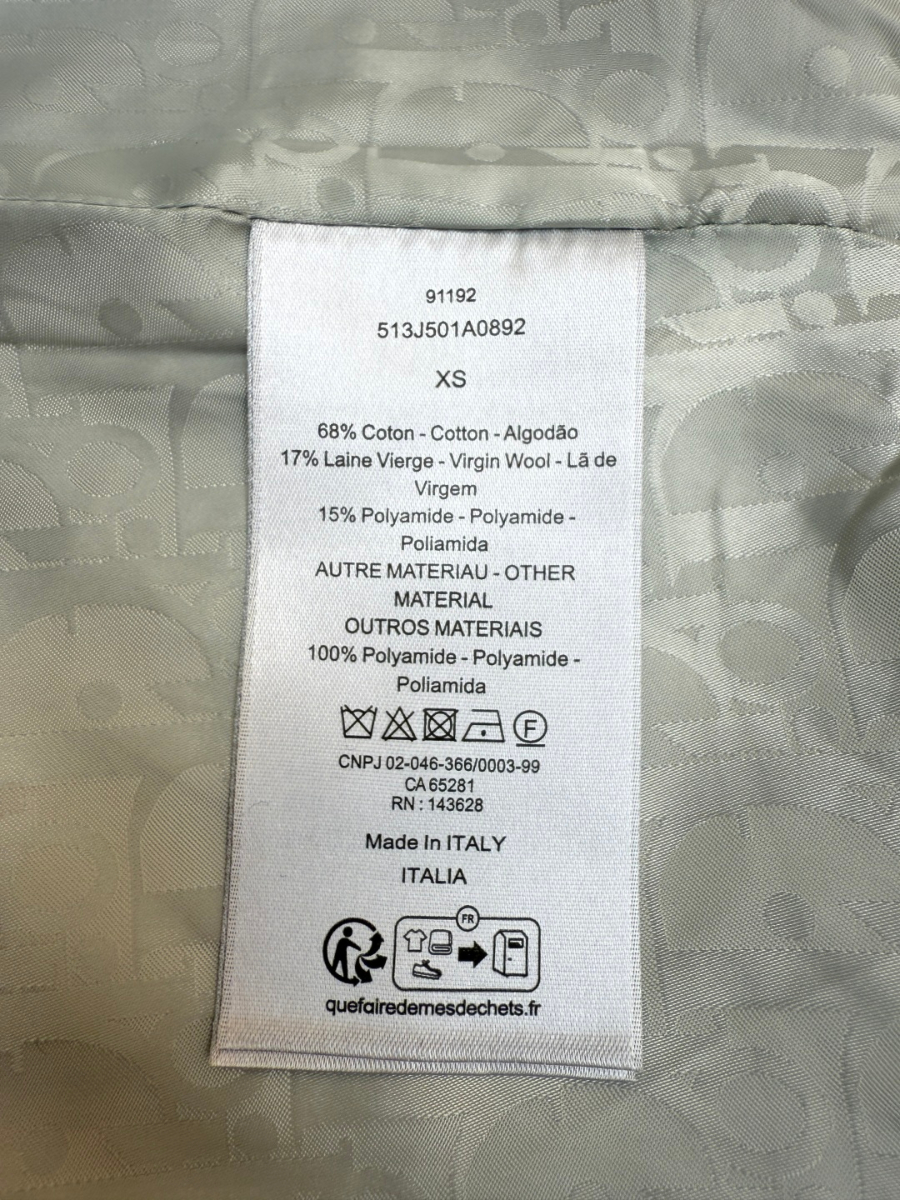 91192
513J501A0892
XS
68% Coton - Cotton - Algodão
17% Laine Vierge - Virgin Wool - Lã de
Virgem
15% Polyamide - Polyamide -
Poliamida
AUTRE MATERIAU - OTHER
MATERIAL
OUTROS MATERIAIS
100% Polyamide - Polyamide -
Poliamida
F
CNPJ 02-046-366/0003-99
CA 65281
RN : 143628
Made In ITALY
ITALIA
FR
quefairedemesdechets.fr